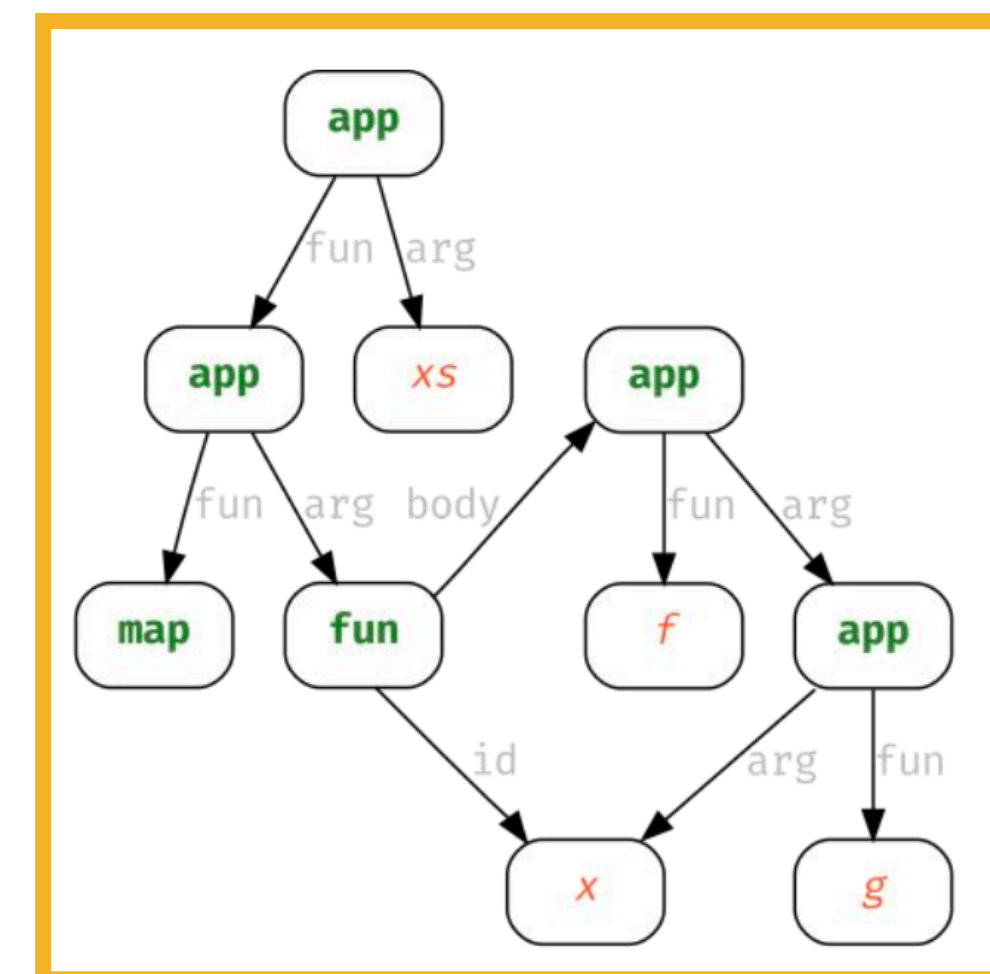 app
fun arg
app xs app
fun arg body fun arg
map fun f app
id arg fun
x g